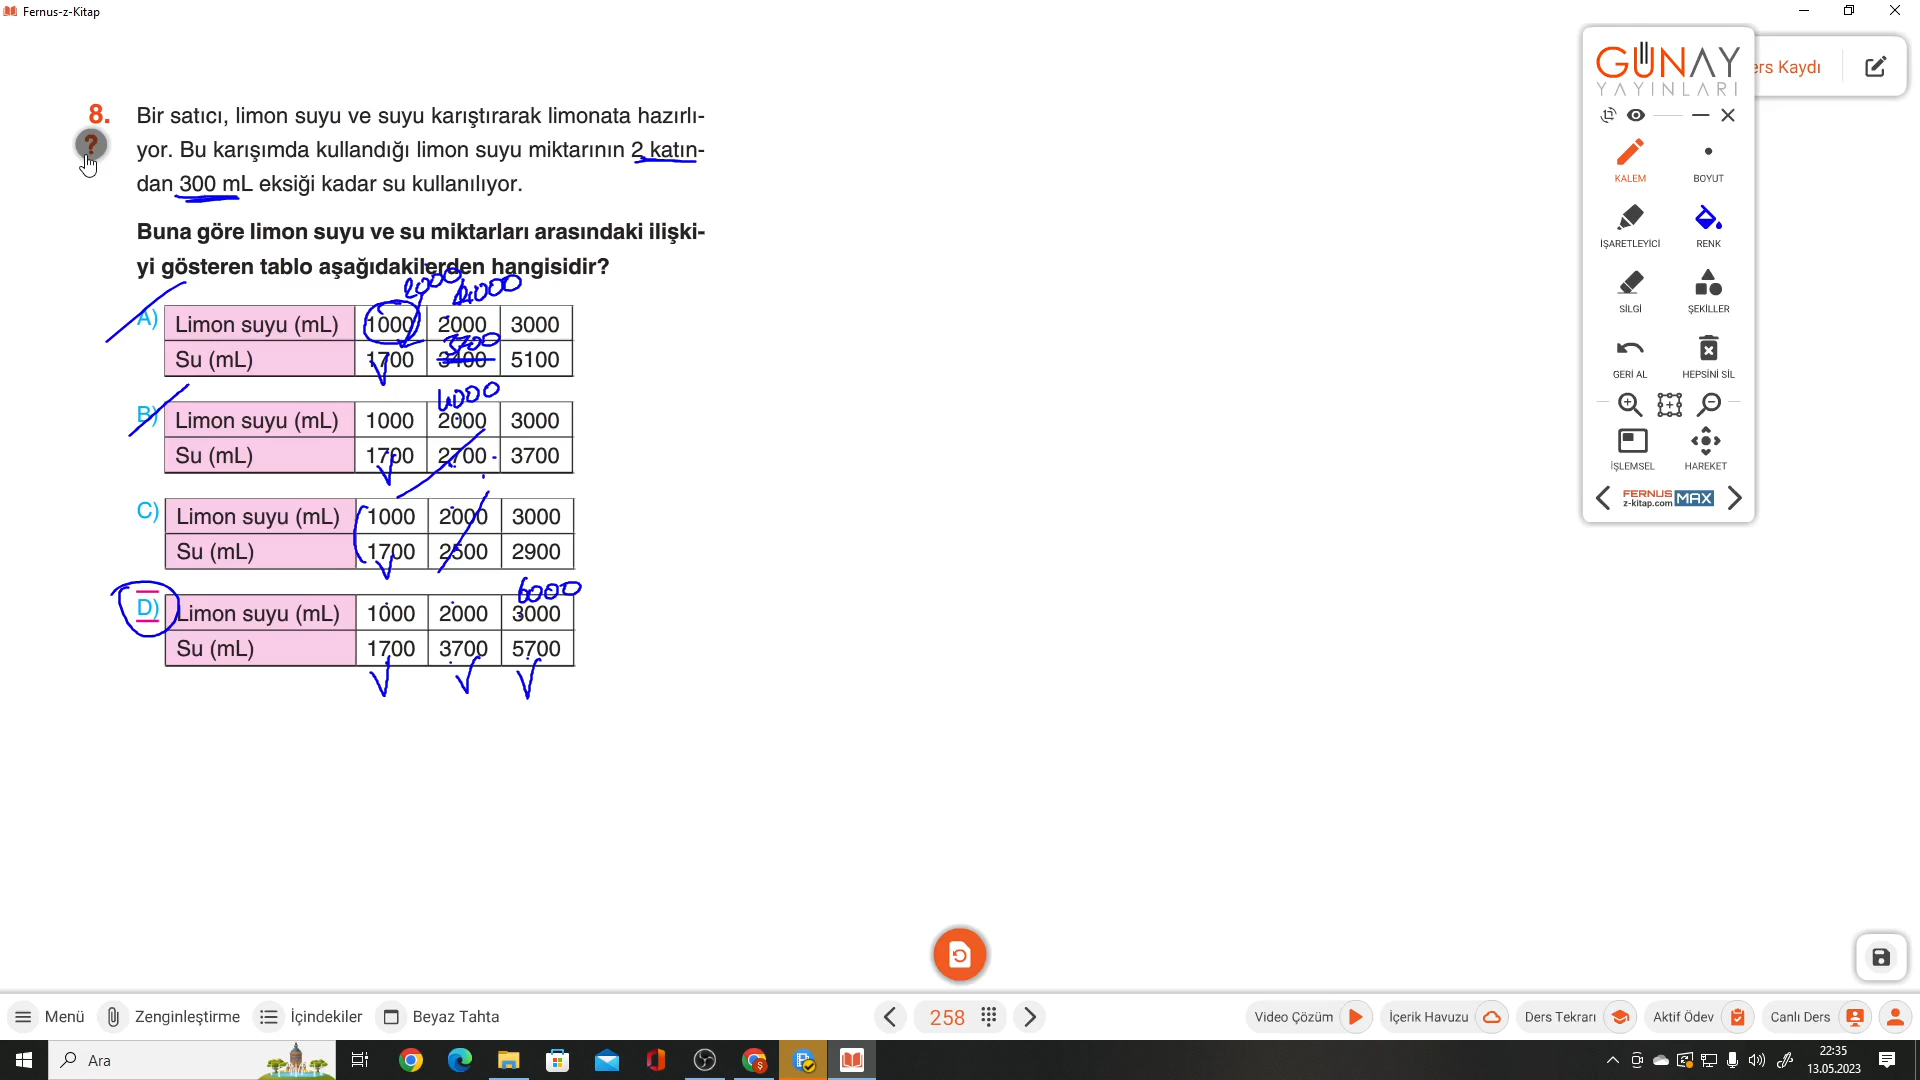 Fernus-z-Kitap
GÜNAY
YAYINLARI
ers Kaydı
8. Bir satıcı, limon suyu ve suyu karıştırarak limonata hazırlı-
yor. Bu karışımda kullandığı limon suyu miktarının 2 katın-
dan 300 mL eksiği kadar su kullanılıyor.
Buna göre limon suyu ve su miktarları arasındaki ilişki-
yi gösteren tablo aşağıdakilerden hangisidir?
2000 4000
A) Limon suyu (mL) 1000 2000 3000
3700
Su (mL) 1700 3400 5100
4000
B) Limon suyu (mL) 1000 2000 3000
Su (mL) 1700 2700 3700
C) Limon suyu (mL) 1000 2000 3000
Su (mL) 1700 2500 2900
6000
D) Limon suyu (mL) 1000 2000 3000
Su (mL) 1700 3700 5700
KALEM BOYUT
İŞARETLEYİCİ RENK
SİLGİ ŞEKİLLER
GERİ AL HEPSİNİ SİL
İŞLEMSEL HAREKET
FERNUS MAX
z-kitap.com
Menü Zenginleştirme İçindekiler Beyaz Tahta 258 Video Çözüm İçerik Havuzu Ders Tekrarı Aktif Ödev Canlı Ders
Ara
22:35
13.05.2023